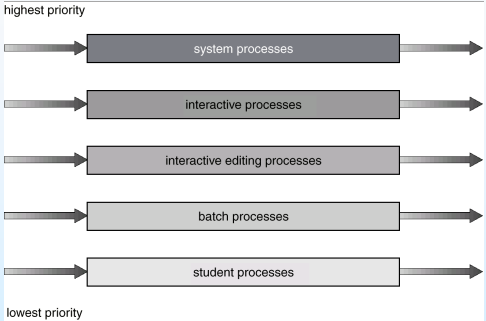 highest priority
system processes
interactive processes
interactive editing processes
batch processes
student processes
lowest priority